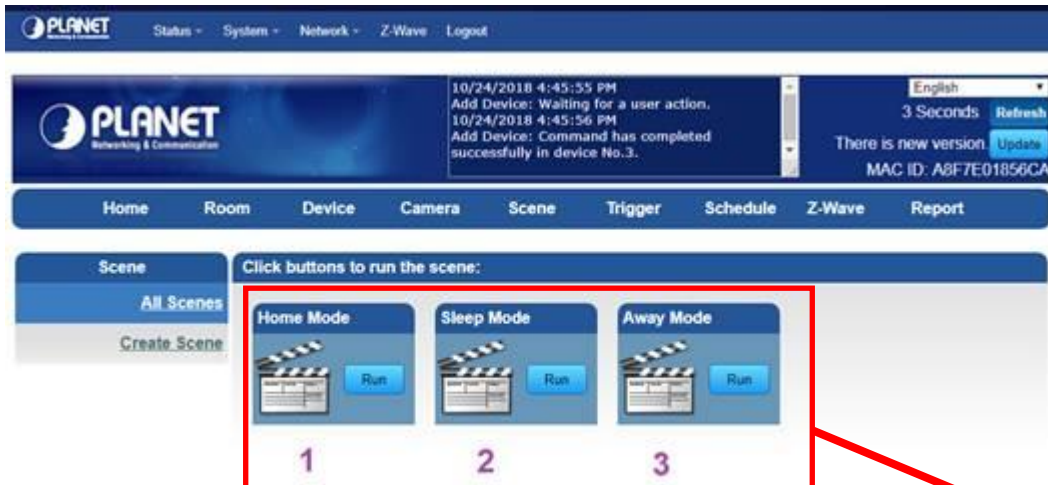 PLANET
Networking & Communication
Status System Network Z-Wave Logout
PLANET
Networking & Communication
10/24/2018 4:45:55 PM
Add Device: Waiting for a user action.
10/24/2018 4:45:56 PM
Add Device: Command has completed
successfully in device No.3.
English
3 Seconds Refresh
There is new version. Update
MAC ID: A8F7E01856CA
Home Room Device Camera Scene Trigger Schedule Z-Wave Report
Scene
All Scenes
Create Scene
Click buttons to run the scene:
Home Mode Sleep Mode Away Mode
Run Run Run
1 2 3